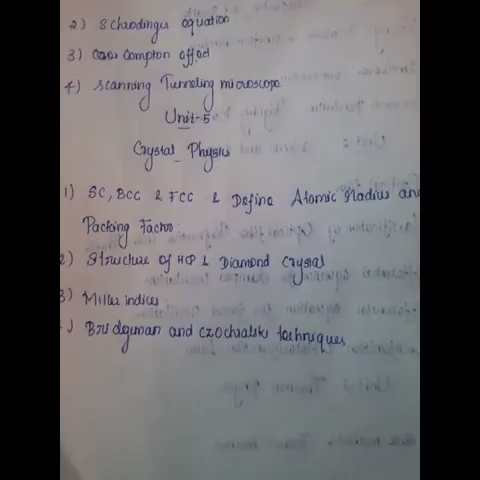 2) Schrodinger equation
3) Compton effect
4) Scanning Tunneling microscope
Unit-5
Crystal Physics
1) SC, BCC & FCC & Define Atomic Radius and
Packing Factor
2) Structure of HCP & Diamond Crystal
3) Miller indices
Bridgman and czochralski techniques